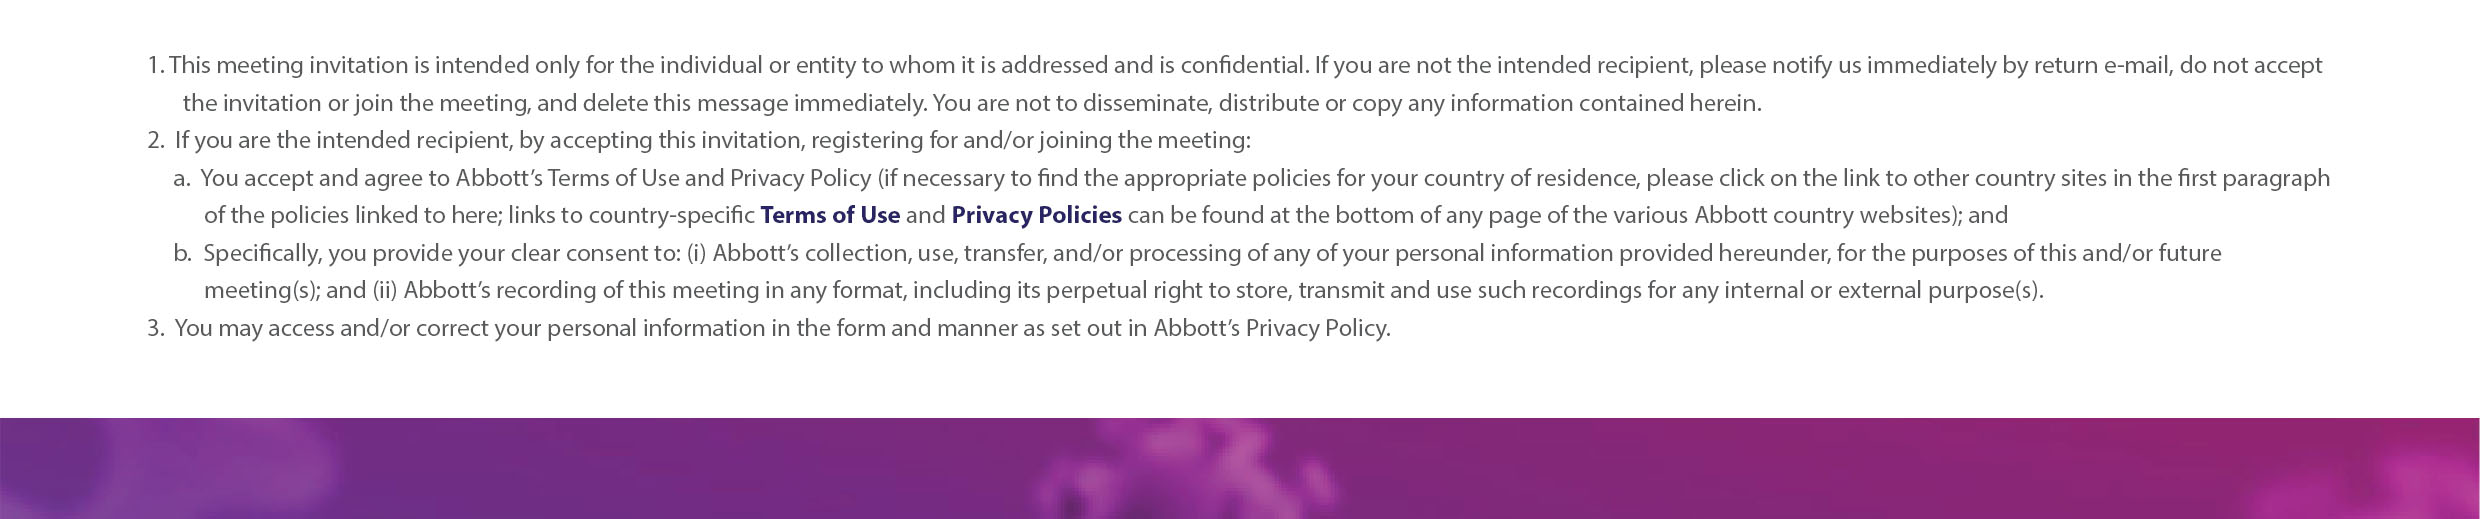 1. This meeting invitation is intended only for the individual or entity to whom it is addressed and is confidential. If you are not the intended recipient, please notify us immediately by return e-mail, do not accept
the invitation or join the meeting, and delete this message immediately. You are not to disseminate, distribute or copy any information contained herein.
2. If you are the intended recipient, by accepting this invitation, registering for and/or joining the meeting:
a. You accept and agree to Abbott’s Terms of Use and Privacy Policy (if necessary to find the appropriate policies for your country of residence, please click on the link to other country sites in the first paragraph
of the policies linked to here; links to country-specific Terms of Use and Privacy Policies can be found at the bottom of any page of the various Abbott country websites); and
b. Specifically, you provide your clear consent to: (i) Abbott’s collection, use, transfer, and/or processing of any of your personal information provided hereunder, for the purposes of this and/or future
meeting(s); and (ii) Abbott’s recording of this meeting in any format, including its perpetual right to store, transmit and use such recordings for any internal or external purpose(s).
3. You may access and/or correct your personal information in the form and manner as set out in Abbott’s Privacy Policy.